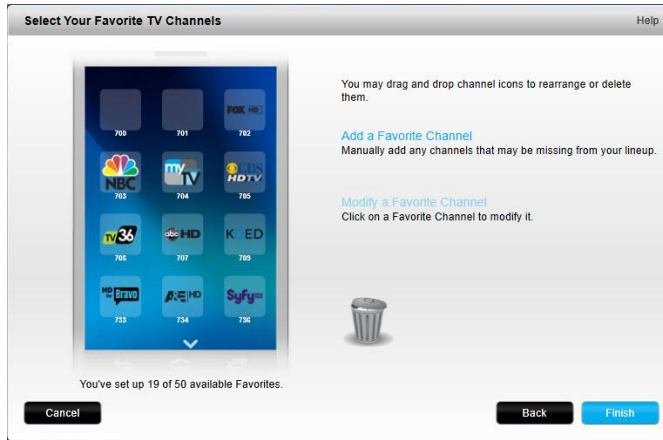 Select Your Favorite TV Channels
Help
700
701
FOX HD
702
NBC
703
my TV
704
CBS HDTV
705
TV 36
706
abc HD
707
K ED
709
HD Bravo
733
A&E HD
734
Syfy
736
You've set up 19 of 50 available Favorites.
You may drag and drop channel icons to rearrange or delete
them.
Add a Favorite Channel
Manually add any channels that may be missing from your lineup.
Modify a Favorite Channel
Click on a Favorite Channel to modify it.
Cancel
Back
Finish